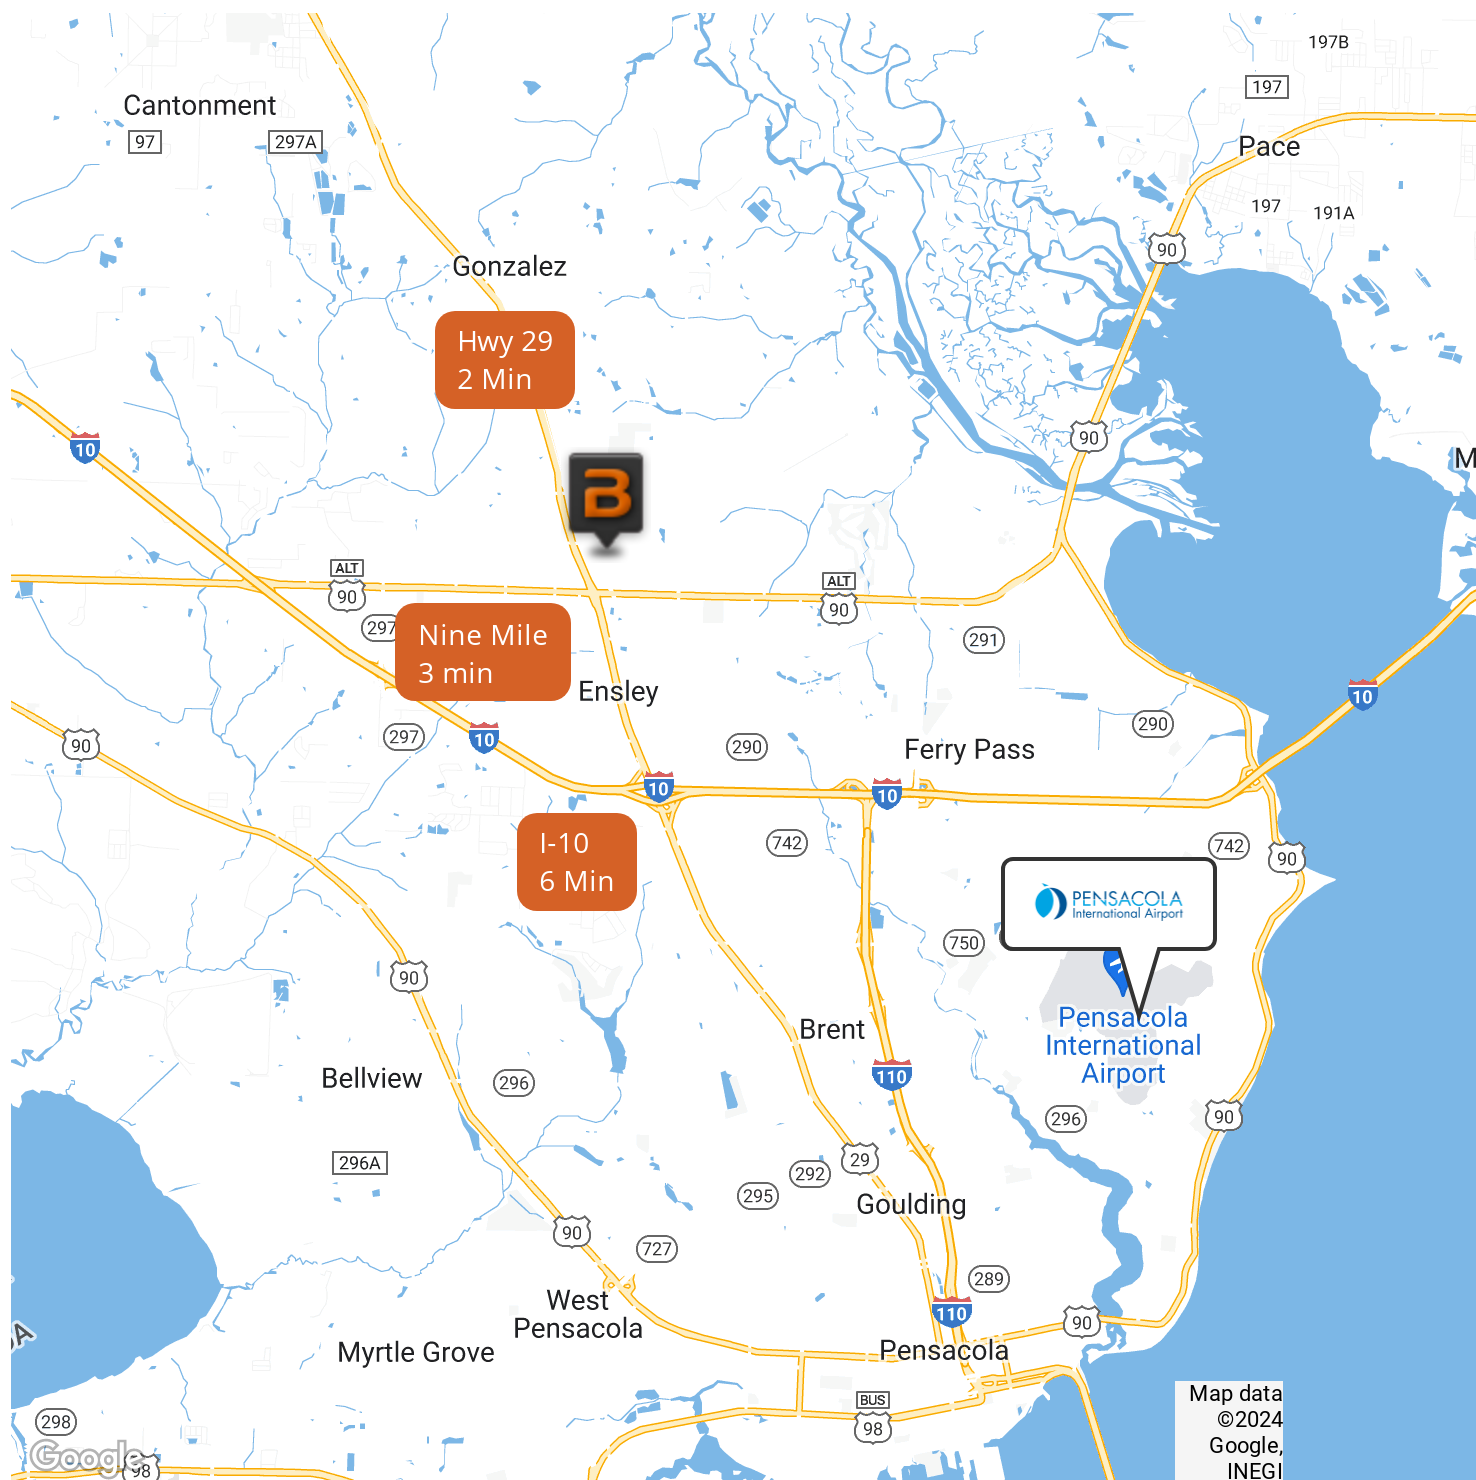 197B
197
Cantonment
97
297A
Pace
197
191A
90
Gonzalez
Hwy 29
2 Min
90
10
M
B
ALT
90
ALT
90
297
Nine Mile
3 min
291
Ensley
10
90
297
10
290
290
Ferry Pass
10
10
I-10
6 Min
742
742
90
PENSACOLA
International Airport
750
90
Pensacola
International
Airport
Brent
Bellview
296
110
296
90
296A
29
292
295
Goulding
90
727
289
West
Pensacola
110
90
Myrtle Grove
Pensacola
BUS
98
298
Google
98
Map data
©2024
Google,
INEGI